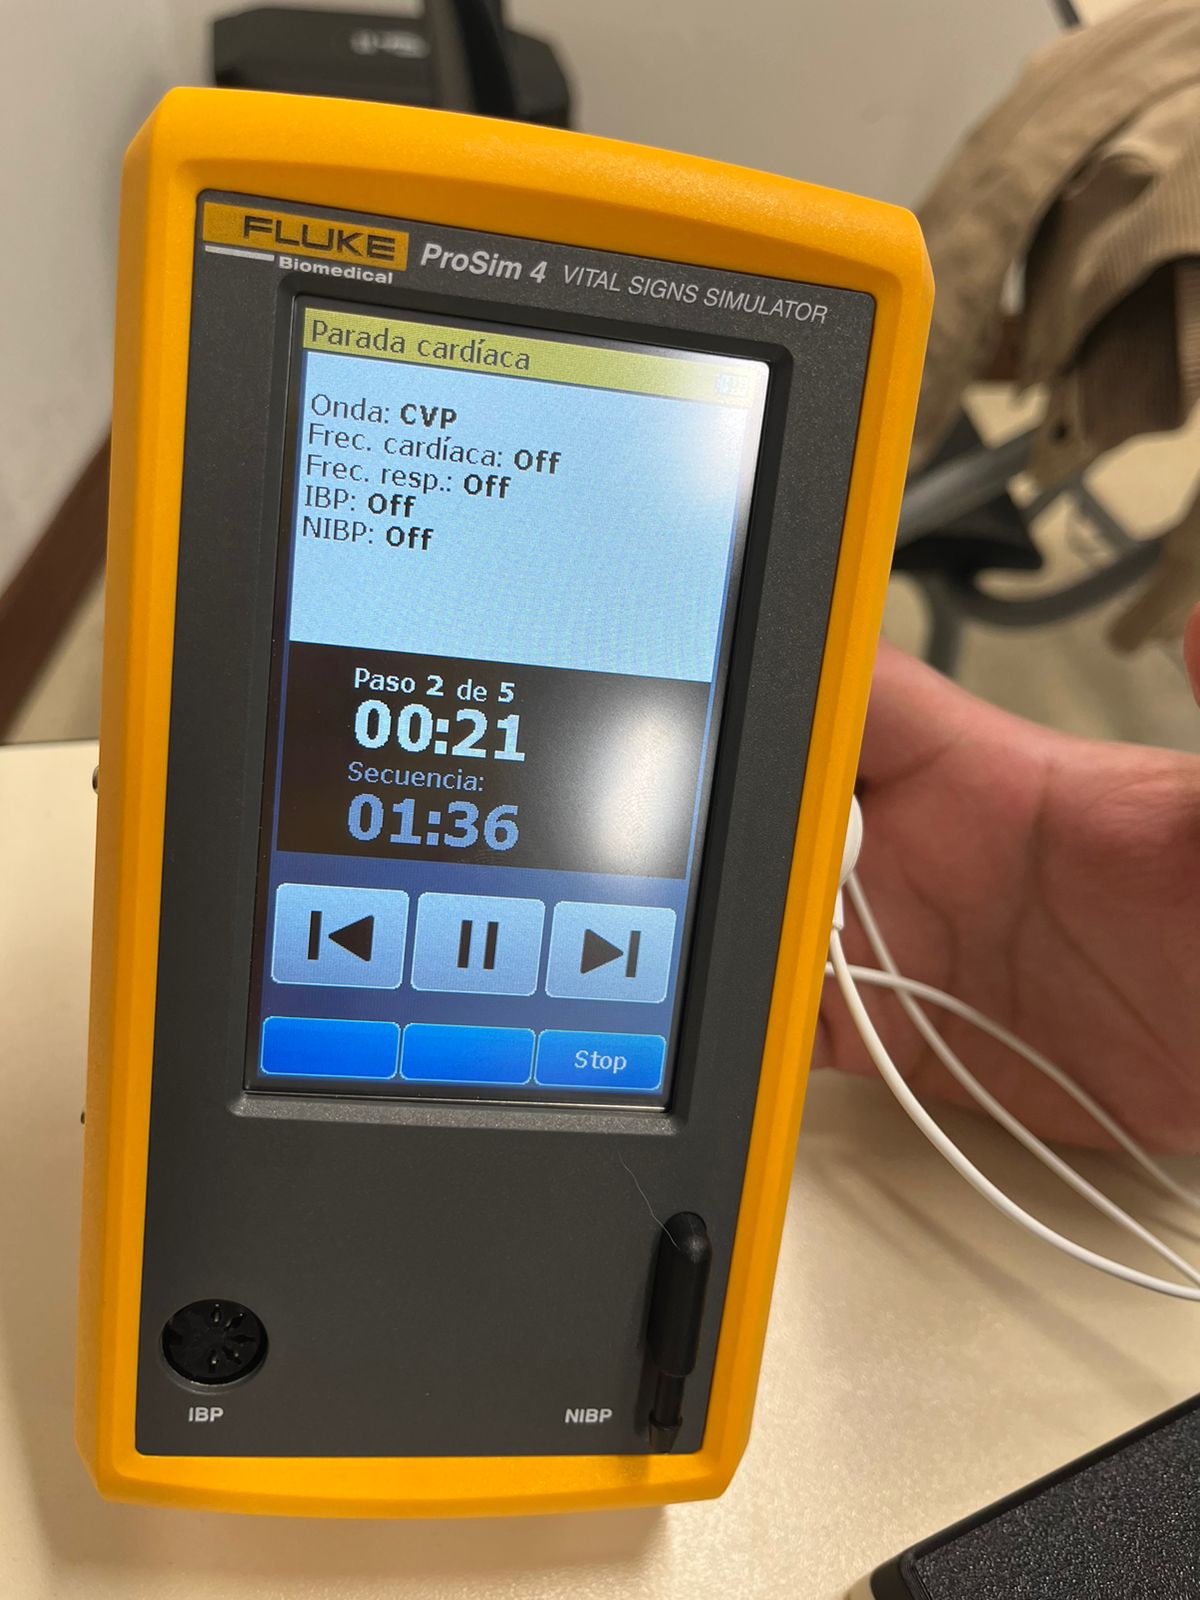 FLUKE
Biomedical
ProSim 4 VITAL SIGNS SIMULATOR
Parada cardíaca
Onda: CVP
Frec. cardíaca: Off
Frec. resp.: Off
IBP: Off
NIBP: Off
Paso 2 de 5
00:21
Secuencia:
01:36
Stop
IBP
NIBP